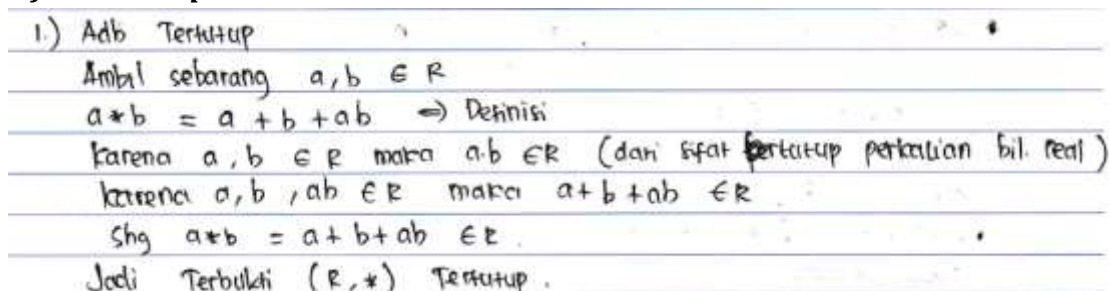 1.) Adb Tertutup
Ambil sebarang a, b ∈ R
a * b = a + b + ab => Definisi
Karena a, b ∈ R maka a.b ∈ R (dari sifat tertutup perkalian bil. real)
karena a, b, ab ∈ R maka a + b + ab ∈ R
Shg a*b = a + b + ab ∈ R.
Jadi Terbukti (R, *) Tertutup.